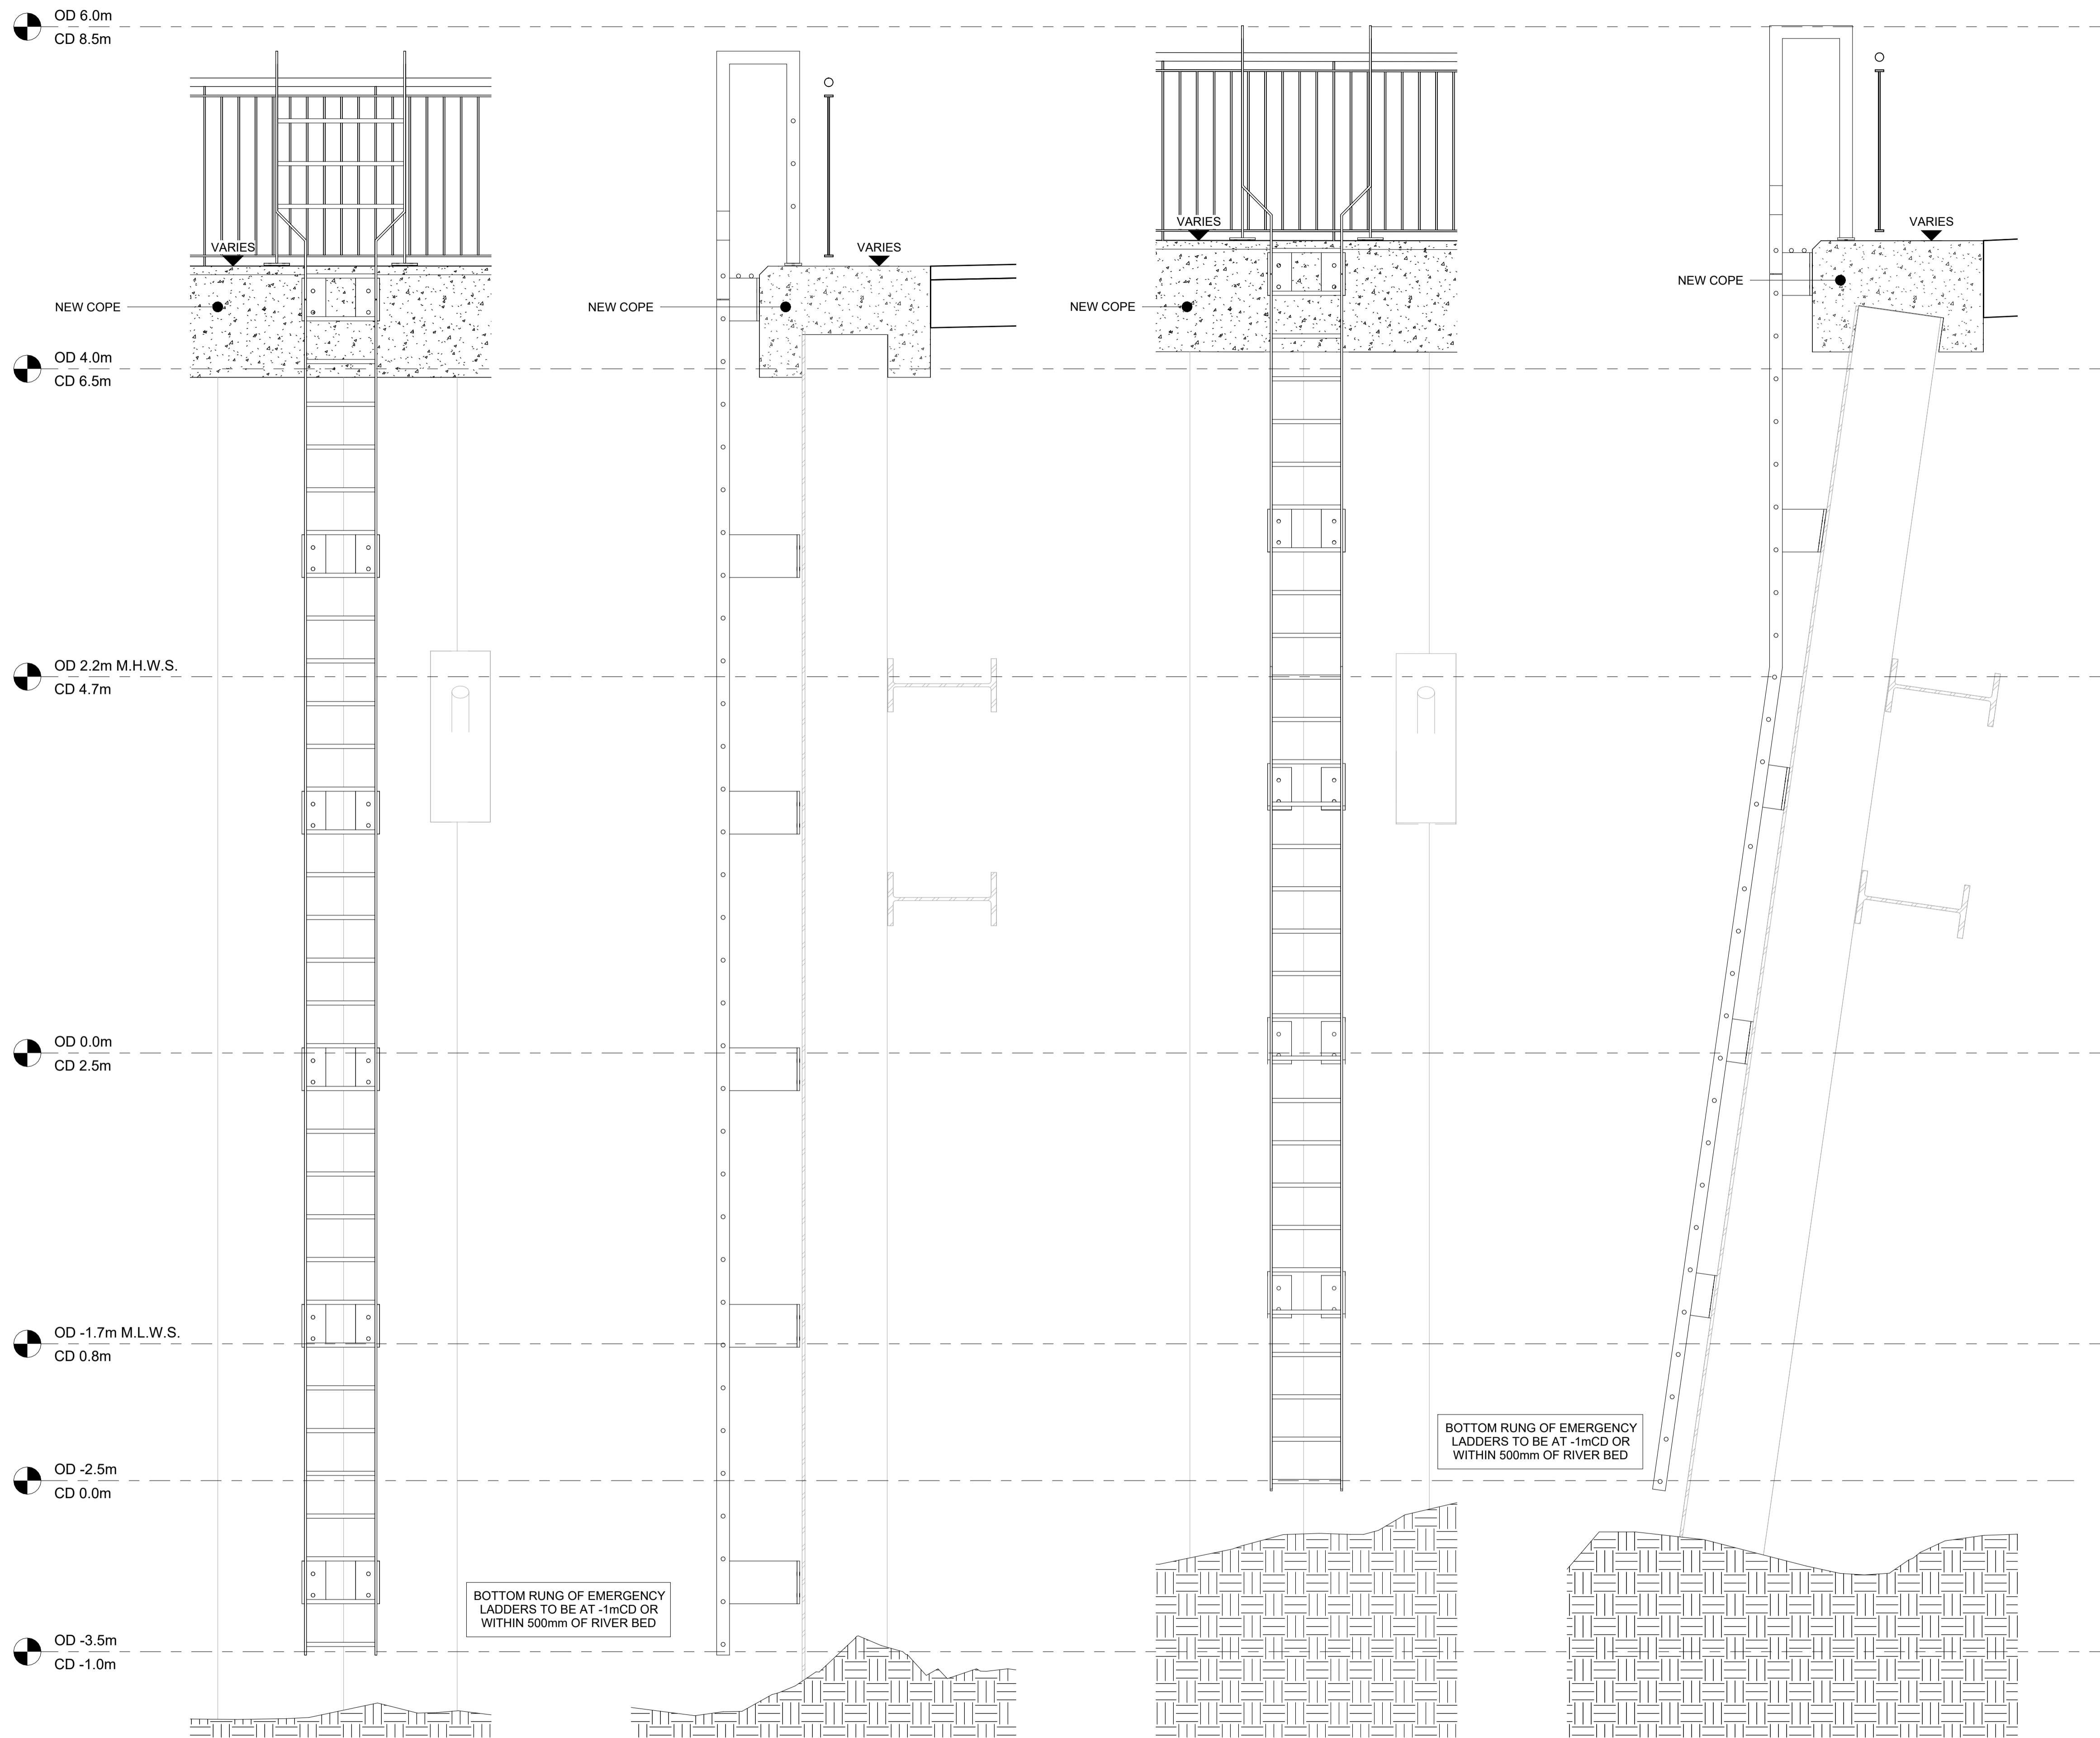 OD 6.0m
CD 8.5m
VARIES
VARIES
VARIES
VARIES
NEW COPE
NEW COPE
NEW COPE
NEW COPE
OD 4.0m
CD 6.5m
OD 2.2m M.H.W.S.
CD 4.7m
OD 0.0m
CD 2.5m
OD -1.7m M.L.W.S.
CD 0.8m
BOTTOM RUNG OF EMERGENCY
LADDERS TO BE AT -1mCD OR
WITHIN 500mm OF RIVER BED
OD -2.5m
CD 0.0m
BOTTOM RUNG OF EMERGENCY
LADDERS TO BE AT -1mCD OR
WITHIN 500mm OF RIVER BED
OD -3.5m
CD -1.0m